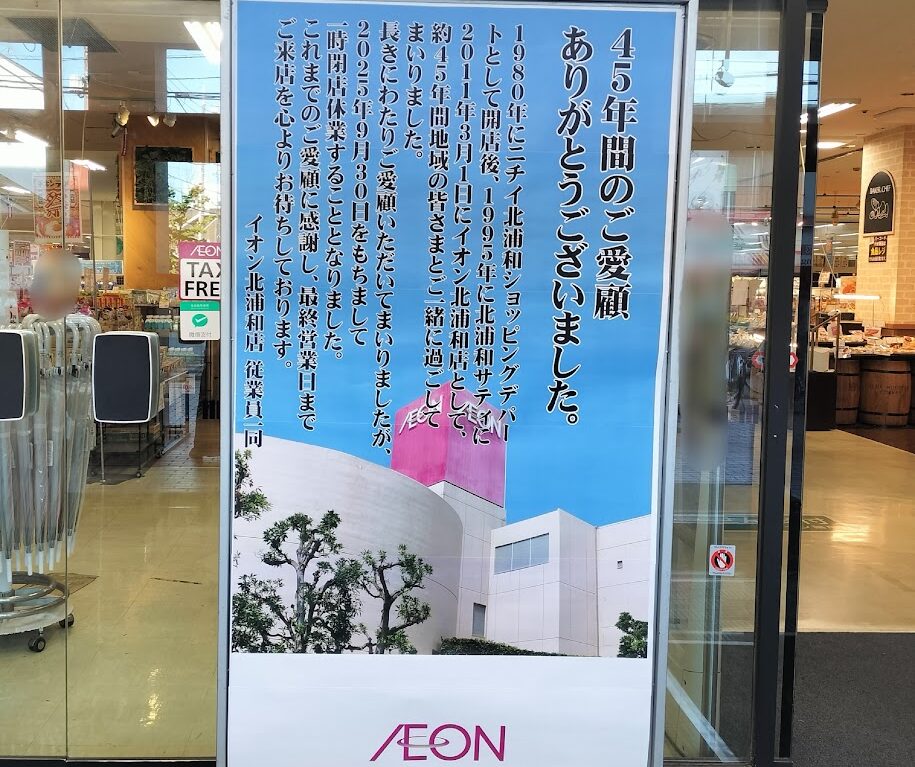 45年間のご愛顧
ありがとうございました。
1980年にニチイ北浦和ショッピングデパー
トとして開店後、1995年に北浦和サティに
2011年3月1日にイオン北浦和店として、
約45年間地域の皆さまとご一緒に過ごして
まいりました。
長きにわたりご愛顧いただいてまいりましたが、
2025年9月30日をもちまして
一時閉店休業することとなりました。
これまでのご愛顧に感謝し、最終営業日まで
ご来店を心よりお待ちしております。
イオン北浦和店 従業員一同
ÆON
ÆON
ÆON
ÆON
TAX
FREE